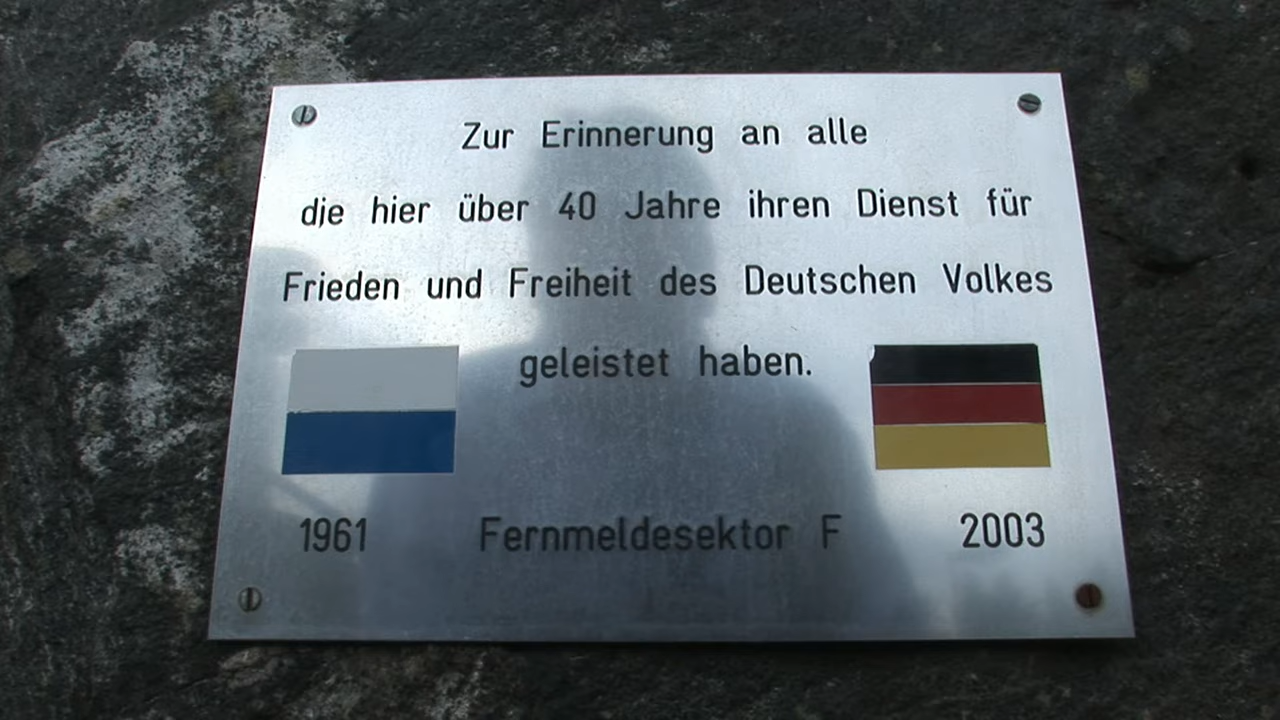 Zur Erinnerung an alle
die hier über 40 Jahre ihren Dienst für
Frieden und Freiheit des Deutschen Volkes
geleistet haben.
1961 Fernmeldesektor F 2003